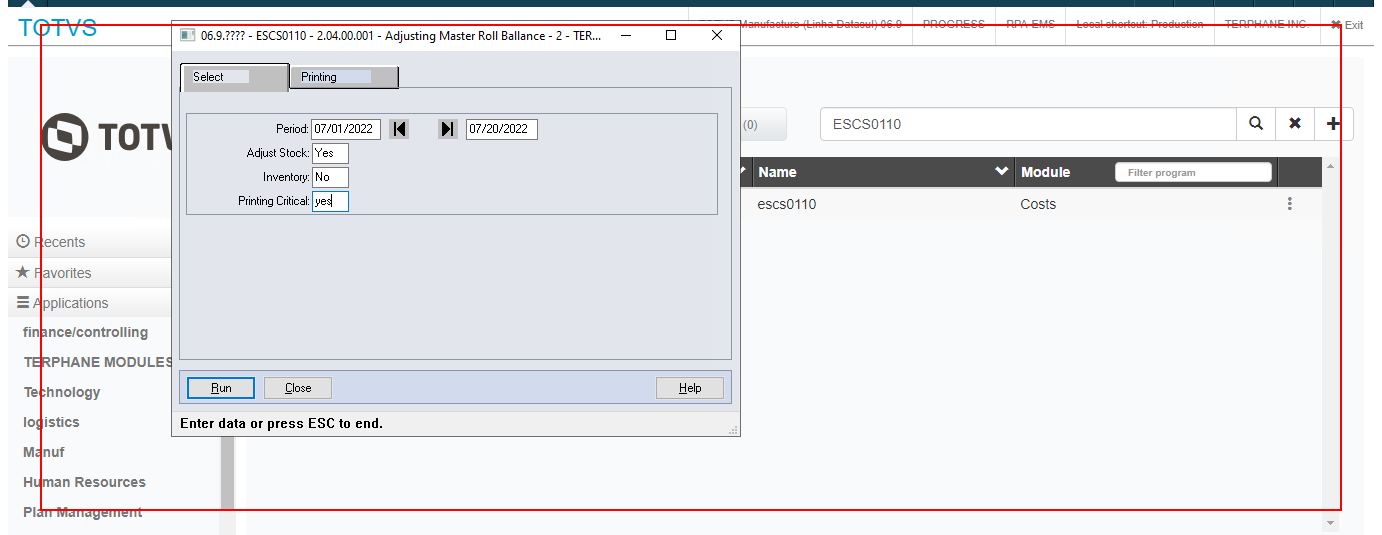 TOTVS
Manufacture (Linha Datasul) 06.9 PROGRESS RPA-EMS Local shortcut: Production TERPHANE INC. Exit
06.9.???? - ESCS0110 - 2.04.00.001 - Adjusting Master Roll Ballance - 2 - TER...
Select Printing
Period: 07/01/2022 07/20/2022
Adjust Stock: Yes
Inventory: No
Printing Critical: yes
Run Close Help
Enter data or press ESC to end.
TOTV
(0) ESCS0110
Name Module Filter program
escs0110 Costs
Recents
Favorites
Applications
finance/controlling
TERPHANE MODULES
Technology
logistics
Manuf
Human Resources
Plan Management